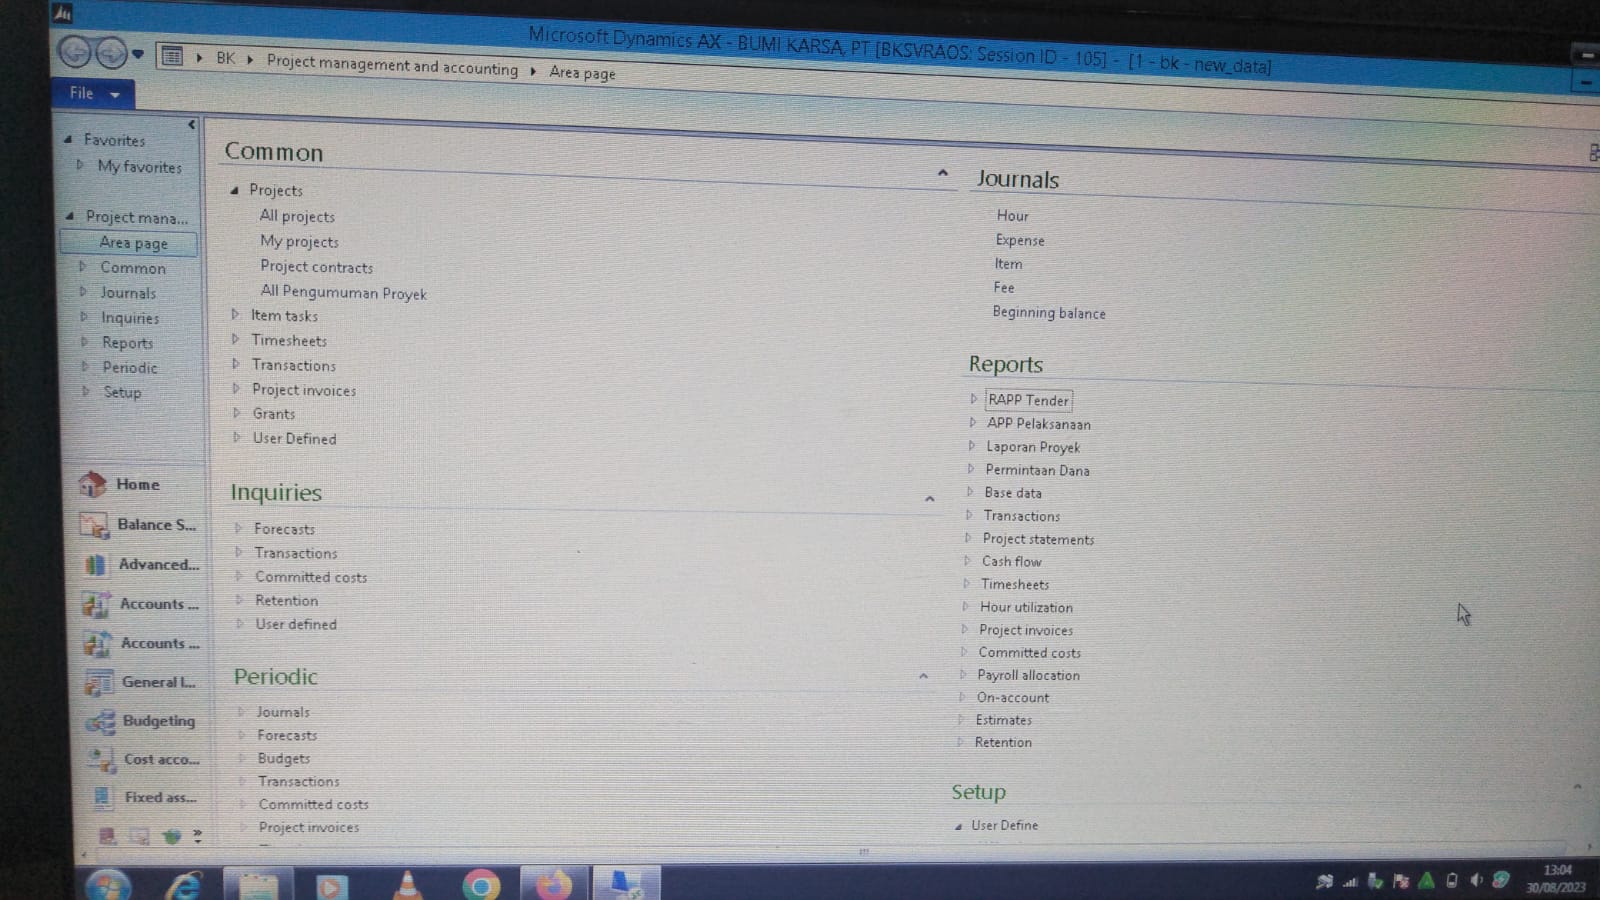 Microsoft Dynamics AX - BUMI KARSA, PT [BKSVRAOS: Session ID - 105] - [1 - bk - new_data]
BK
Project management and accounting
Area page
File
Favorites
My favorites
Project mana...
Area page
Common
Journals
Inquiries
Reports
Periodic
Setup
Home
Balance S...
Advanced...
Accounts ...
Accounts ...
General l...
Budgeting
Cost acco...
Fixed ass...
Common
Projects
All projects
My projects
Project contracts
All Pengumuman Proyek
Item tasks
Timesheets
Transactions
Project invoices
Grants
User Defined
Inquiries
Forecasts
Transactions
Committed costs
Retention
User defined
Periodic
Journals
Forecasts
Budgets
Transactions
Committed costs
Project invoices
Journals
Hour
Expense
Item
Fee
Beginning balance
Reports
RAPP Tender
APP Pelaksanaan
Laporan Proyek
Permintaan Dana
Base data
Transactions
Project statements
Cash flow
Timesheets
Hour utilization
Project invoices
Committed costs
Payroll allocation
On-account
Estimates
Retention
Setup
User Define
13:04
30/08/2023